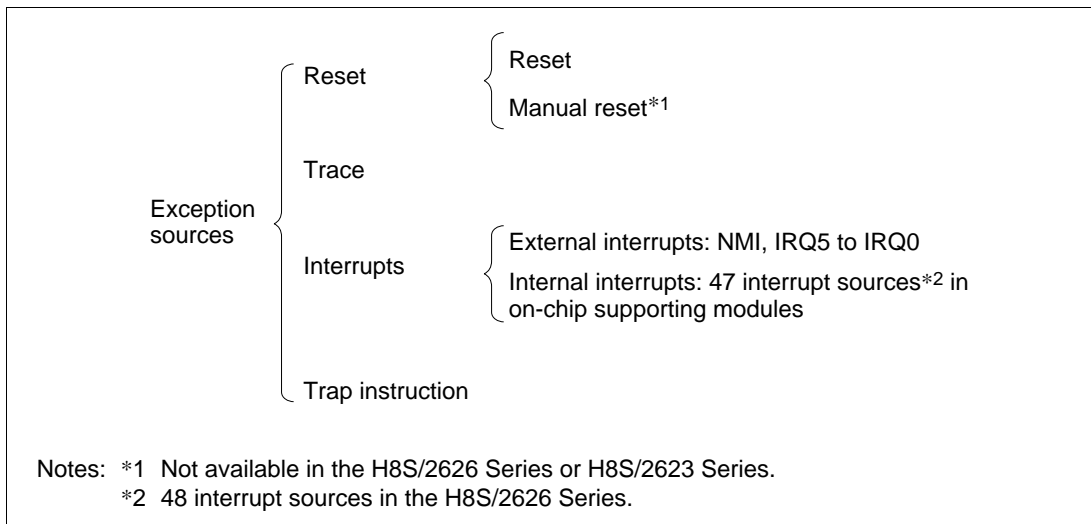 Reset
Reset
Manual reset*1
Trace
Exception
sources
Interrupts
External interrupts: NMI, IRQ5 to IRQ0
Internal interrupts: 47 interrupt sources*2 in
on-chip supporting modules
Trap instruction
Notes: *1 Not available in the H8S/2626 Series or H8S/2623 Series.
*2 48 interrupt sources in the H8S/2626 Series.